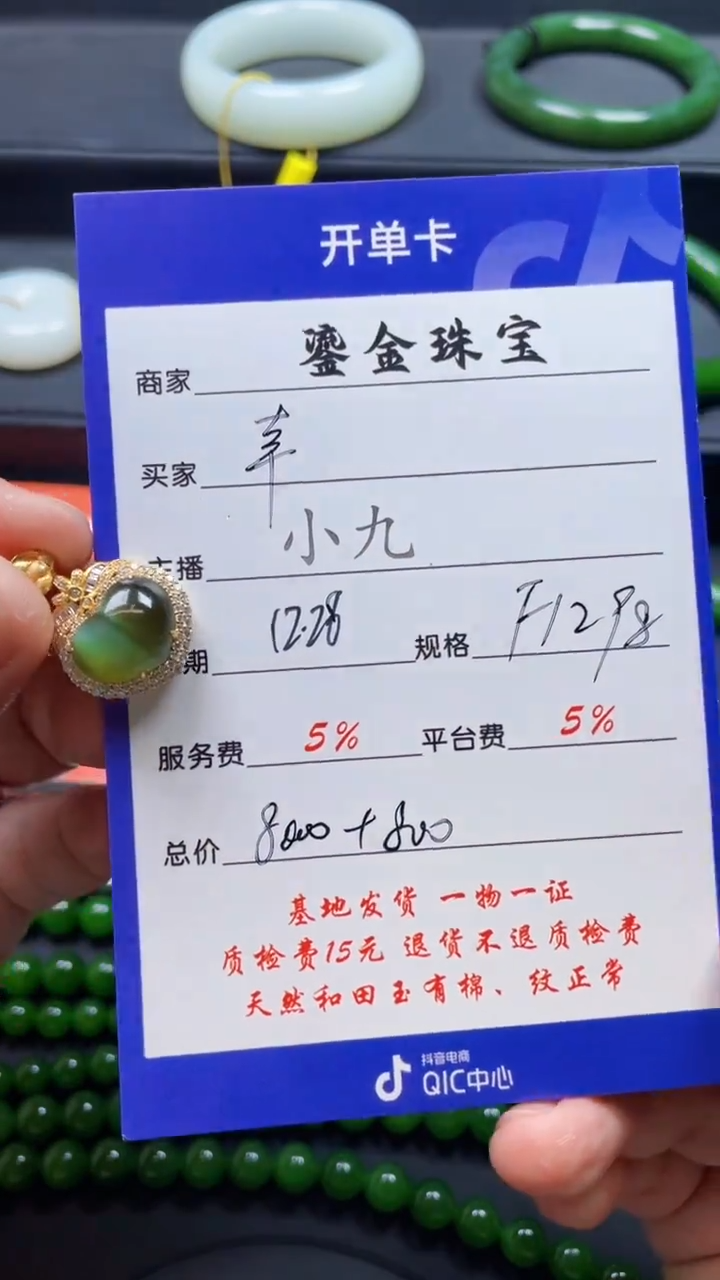 开单卡
商家 鎏金珠宝
买家 辛
主播 小九
期 12.28 规格 F1298
服务费 5% 平台费 5%
总价 8000+800
基地发货 一物一证
质检费15元 退货不退质检费
天然和田玉有棉、纹正常
抖音电商
QIC中心